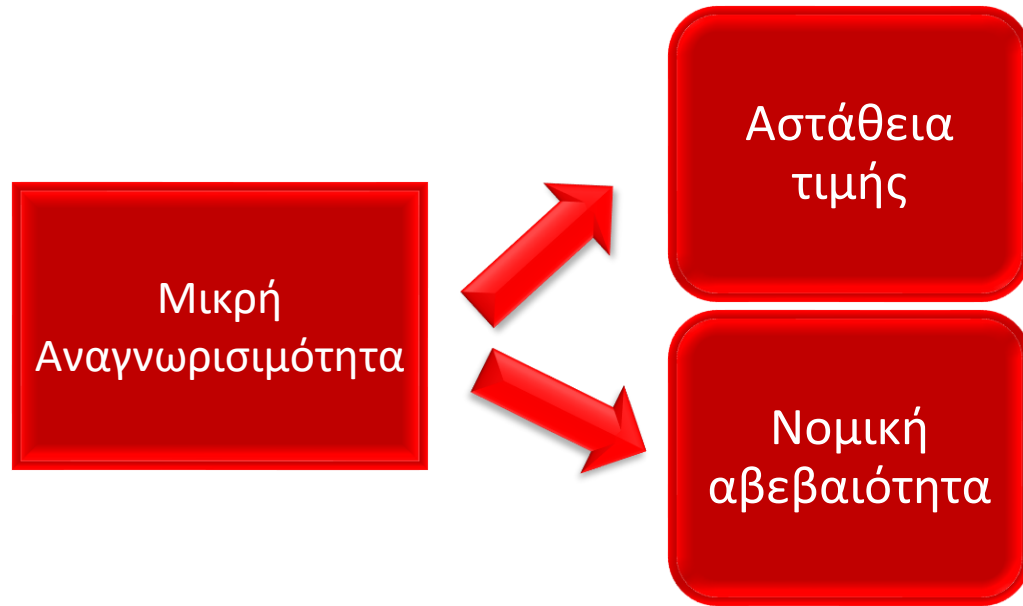 Μικρή
Αναγνωρισιμότητα
Αστάθεια
τιμής
Νομική
αβεβαιότητα